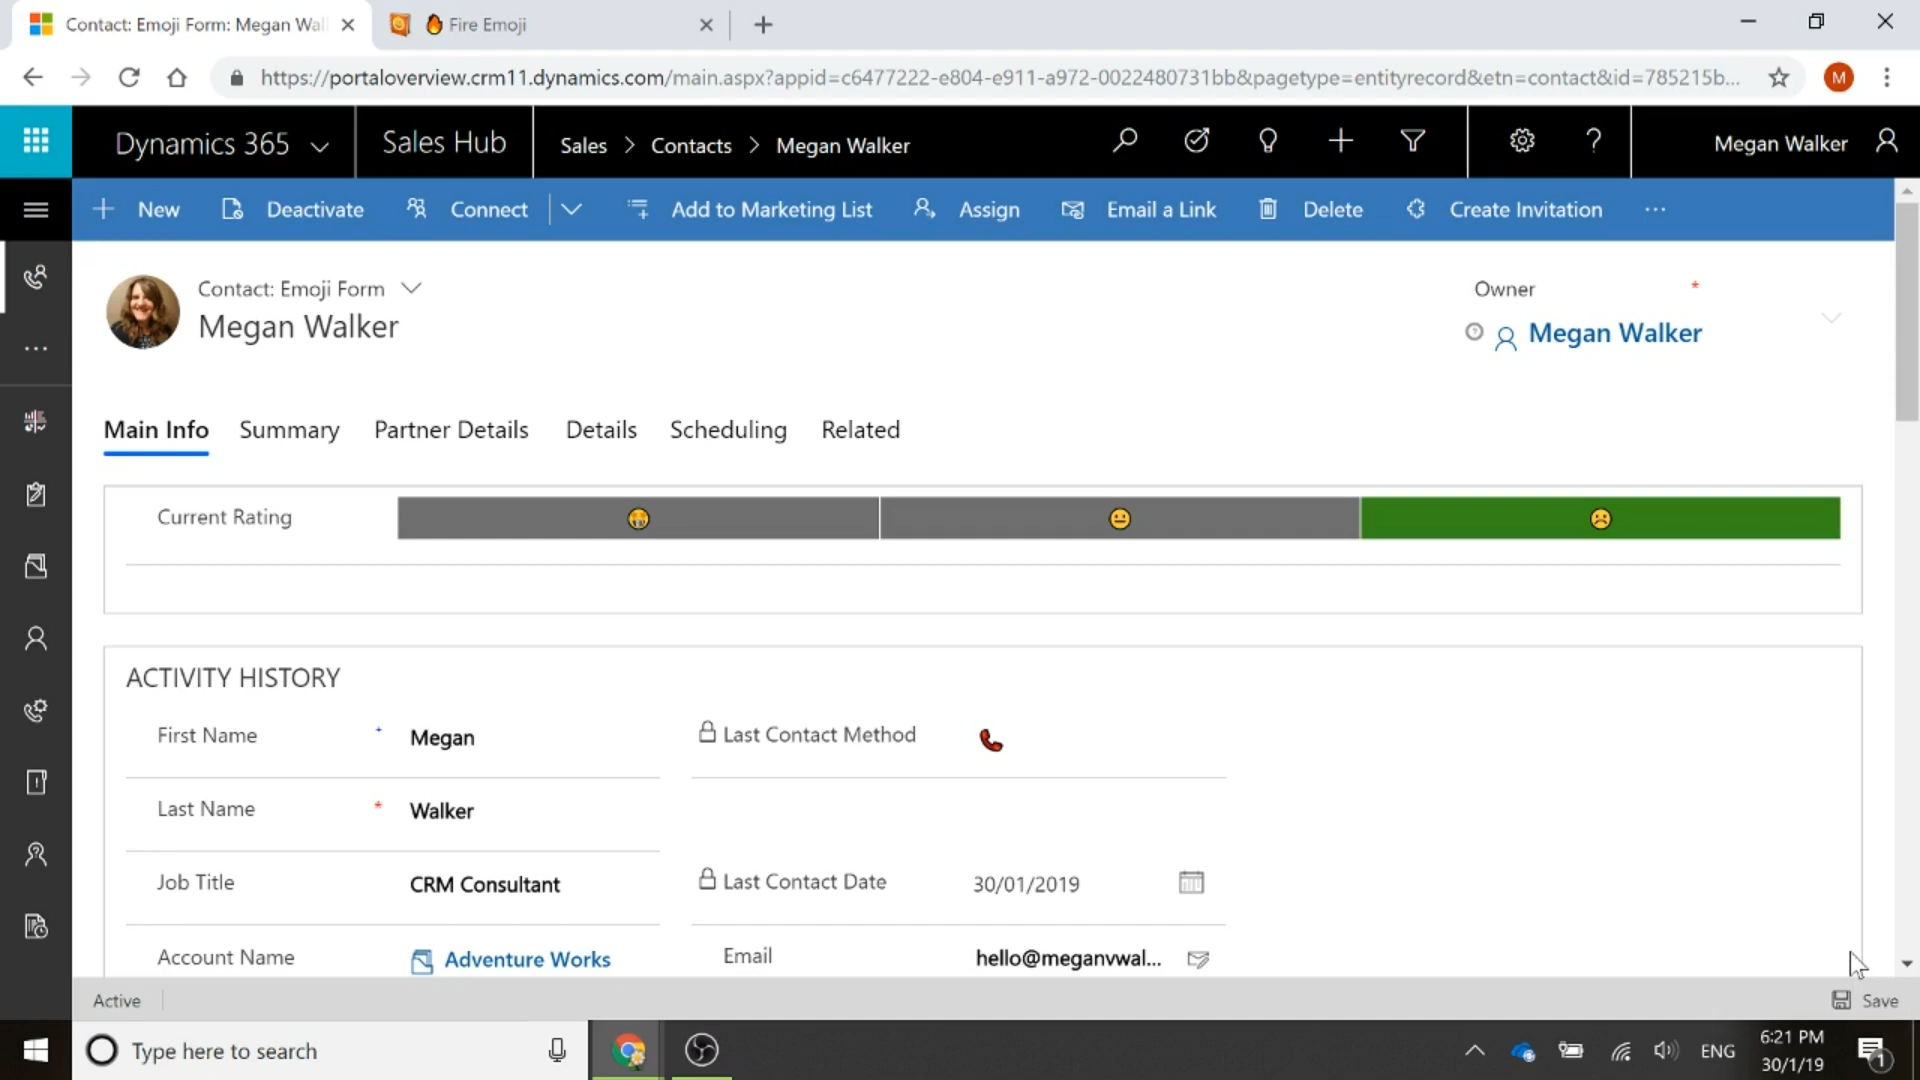 Contact: Emoji Form: Megan Wal
Fire Emoji
https://portaloverview.crm11.dynamics.com/main.aspx?appid=c6477222-e804-e911-a972-0022480731bb&pagetype=entityrecord&etn=contact&id=785215b...
M
Dynamics 365
Sales Hub
Sales > Contacts > Megan Walker
Megan Walker
New
Deactivate
Connect
Add to Marketing List
Assign
Email a Link
Delete
Create Invitation
Contact: Emoji Form
Megan Walker
Owner *
Megan Walker
Main Info
Summary
Partner Details
Details
Scheduling
Related
Current Rating
ACTIVITY HISTORY
First Name + Megan
Last Contact Method
Last Name * Walker
Job Title CRM Consultant
Last Contact Date 30/01/2019
Account Name Adventure Works
Email hello@meganvwal...
Active
Save
Type here to search
ENG
6:21 PM
30/1/19
1